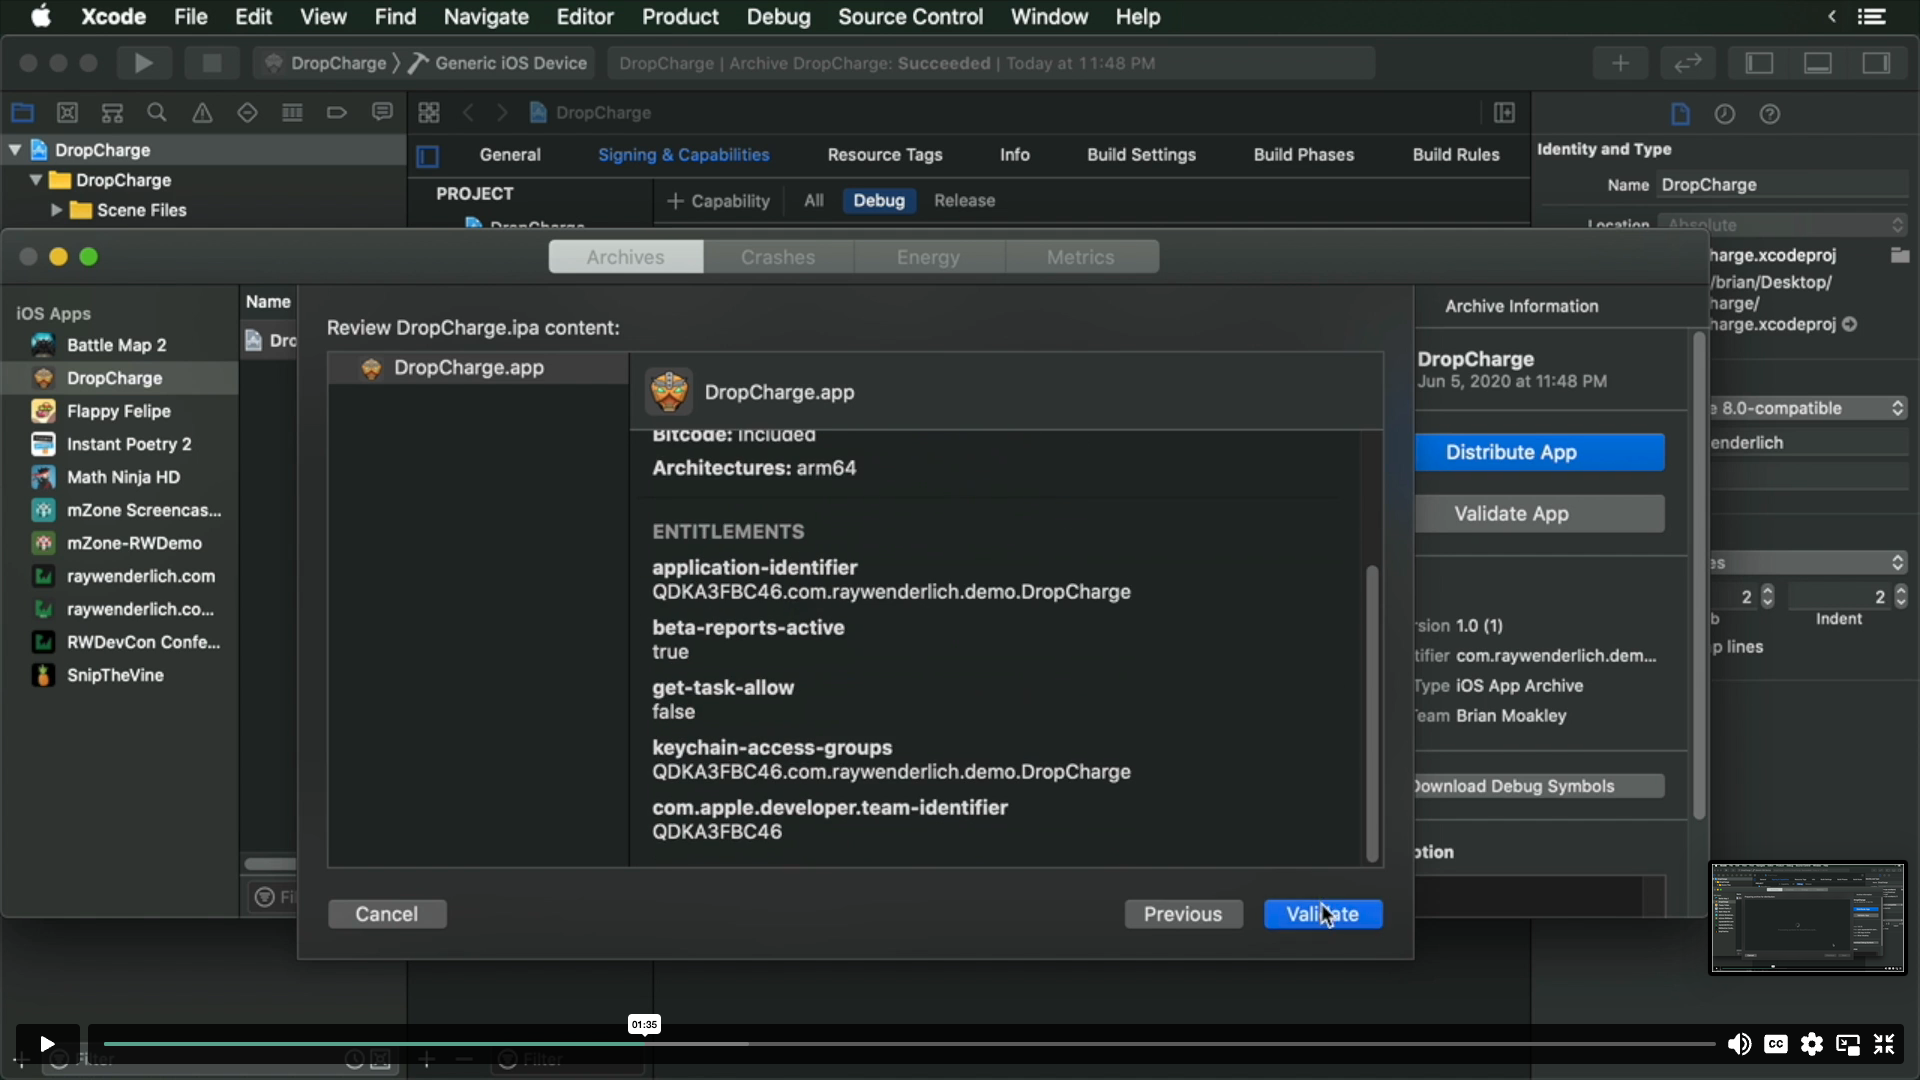 Xcode File Edit View Find Navigate Editor Product Debug Source Control Window Help
DropCharge 〉 Generic iOS Device
DropCharge | Archive DropCharge: Succeeded | Today at 11:48 PM
DropCharge
DropCharge
DropCharge
Scene Files
General Signing & Capabilities Resource Tags Info Build Settings Build Phases Build Rules
PROJECT
DropCharge
+ Capability All Debug Release
Identity and Type
Name DropCharge
Location Absolute
harge.xcodeproj
/brian/Desktop/
harge/
harge.xcodeproj
e 8.0-compatible
enderlich
es
2 2
b Indent
p lines
Archives Crashes Energy Metrics
iOS Apps
Battle Map 2
DropCharge
Flappy Felipe
Instant Poetry 2
Math Ninja HD
mZone Screencas...
mZone-RWDemo
raywenderlich.com
raywenderlich.co...
RWDevCon Confe...
SnipTheVine
Name
Dro
Fil
Review DropCharge.ipa content:
DropCharge.app
DropCharge.app
Bitcode: Included
Architectures: arm64
ENTITLEMENTS
application-identifier
QDKA3FBC46.com.raywenderlich.demo.DropCharge
beta-reports-active
true
get-task-allow
false
keychain-access-groups
QDKA3FBC46.com.raywenderlich.demo.DropCharge
com.apple.developer.team-identifier
QDKA3FBC46
Cancel Previous Validate
Archive Information
DropCharge
Jun 5, 2020 at 11:48 PM
Distribute App
Validate App
rsion 1.0 (1)
tifier com.raywenderlich.dem...
Type iOS App Archive
Team Brian Moakley
Download Debug Symbols
ption
01:35
Filter
Filter
CC